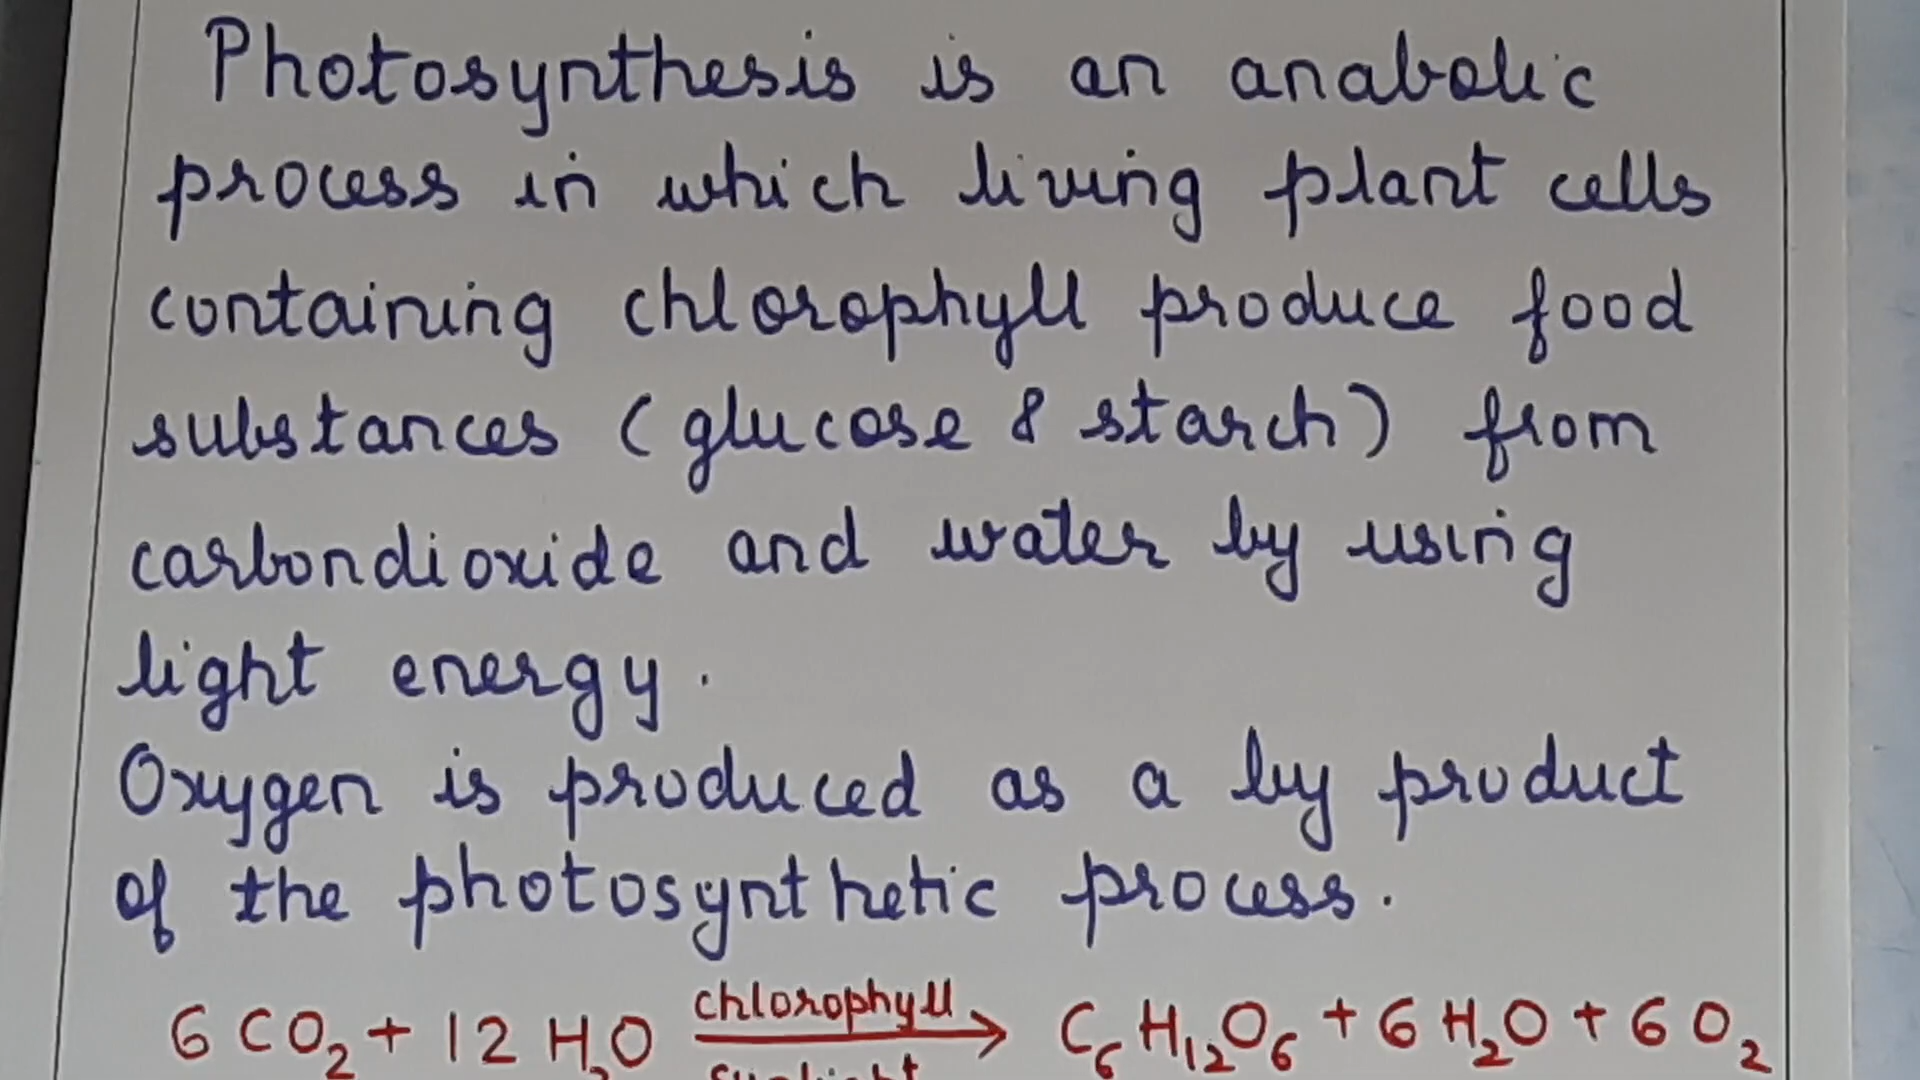 Photosynthesis is an anabolic
process in which living plant cells
containing chlorophyll produce food
substances (glucose & starch) from
carbondioxide and water by using
light energy.
Oxygen is produced as a by product
of the photosynthetic process.
6 CO₂ + 12 H₂O chlorophyll → C₆H₁₂O₆ + 6 H₂O + 6 O₂
sunlight